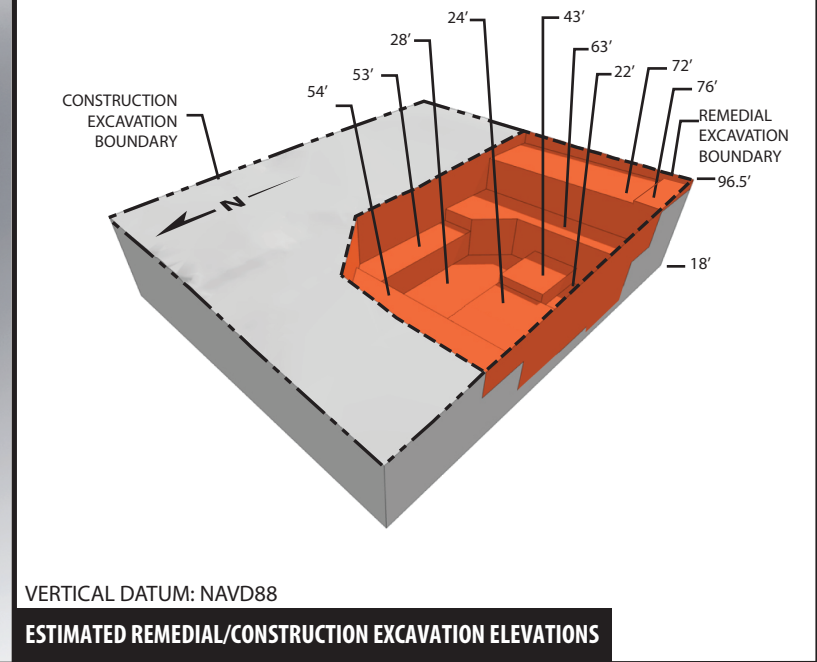 24’
43’
28’
63’
53’
22’
72’
54’
76’
CONSTRUCTION
EXCAVATION
BOUNDARY
REMEDIAL
EXCAVATION
BOUNDARY
96.5’
N
18’
VERTICAL DATUM: NAVD88
ESTIMATED REMEDIAL/CONSTRUCTION EXCAVATION ELEVATIONS